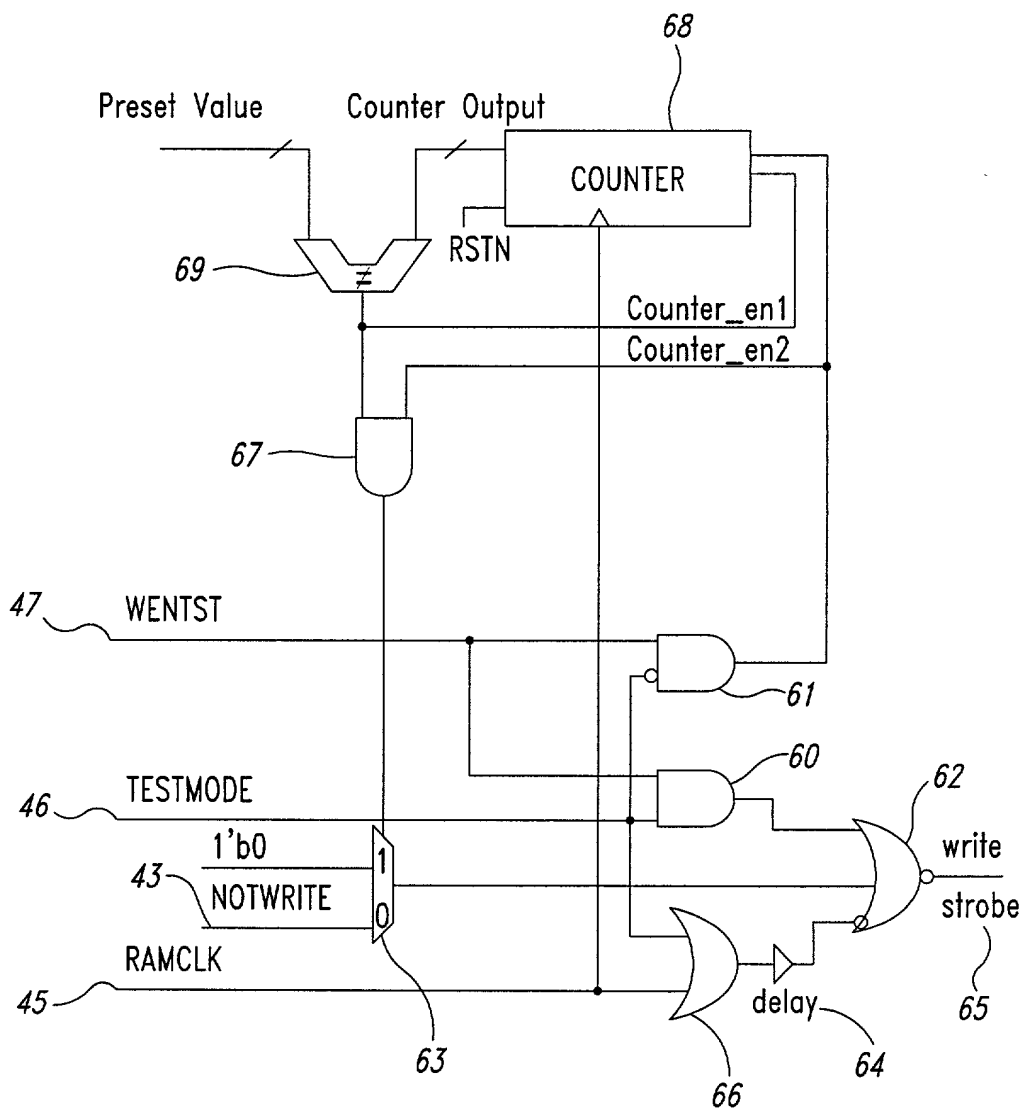 68
Preset Value
Counter Output
COUNTER
RSTN
69
≠
Counter_en1
Counter_en2
67
47
WENTST
61
60
62
46
TESTMODE
1'b0
1
write
43
NOTWRITE
0
strobe
RAMCLK
45
delay
65
63
64
66